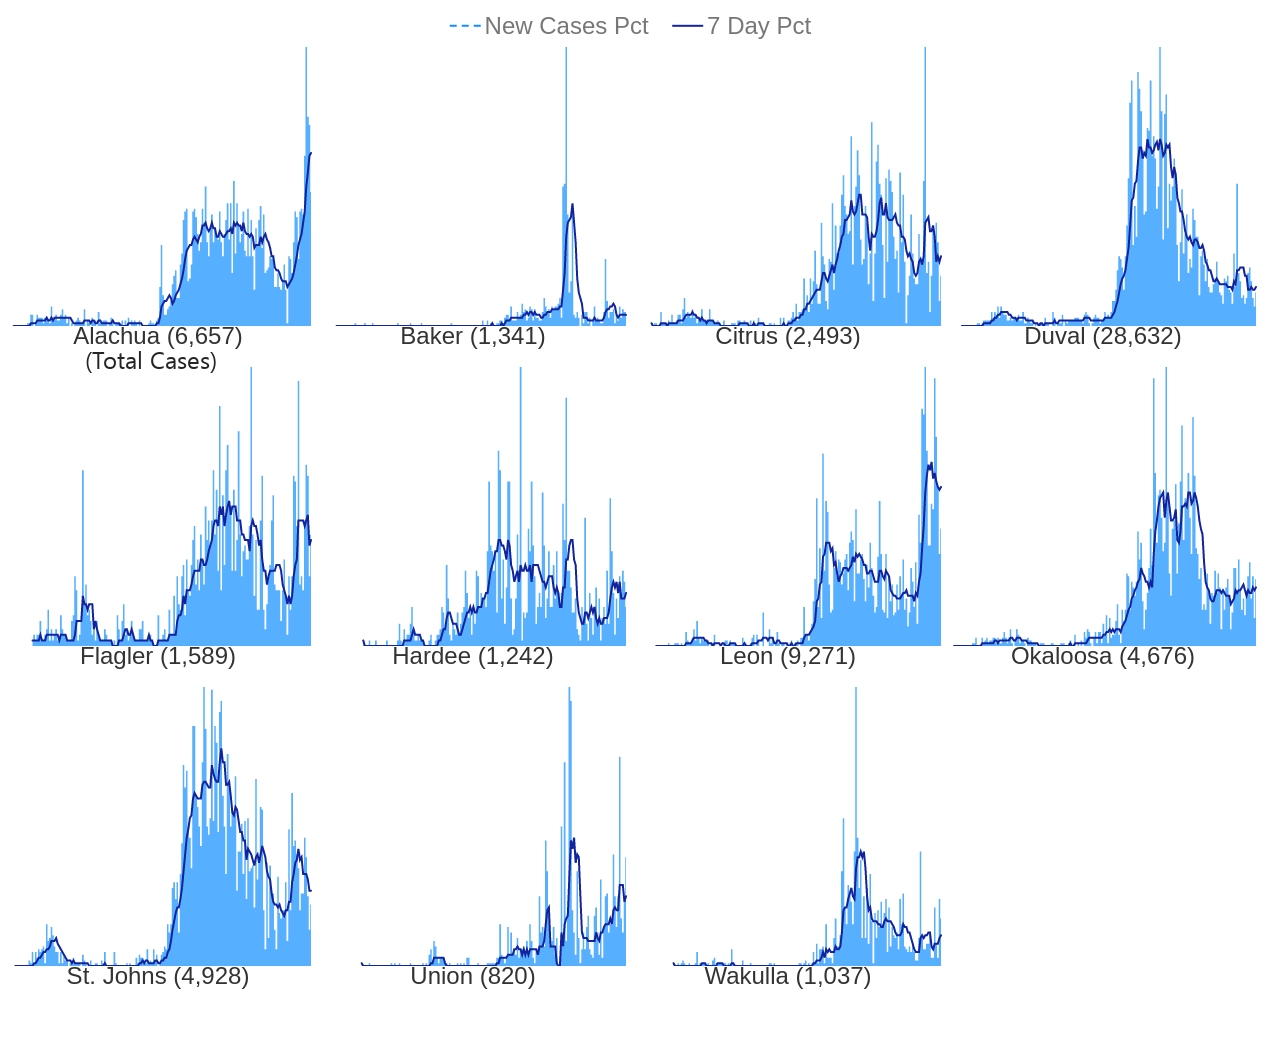 New Cases Pct 7 Day Pct
Alachua (6,657) Baker (1,341) Citrus (2,493) Duval (28,632)
(Total Cases)
Flagler (1,589) Hardee (1,242) Leon (9,271) Okaloosa (4,676)
St. Johns (4,928) Union (820) Wakulla (1,037)